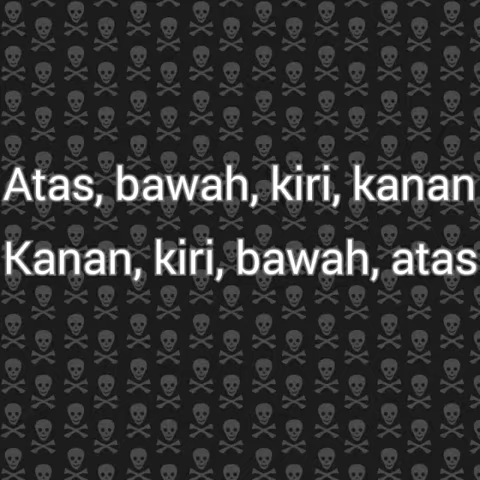 Atas, bawah, kiri, kanan
Kanan, kiri, bawah, atas